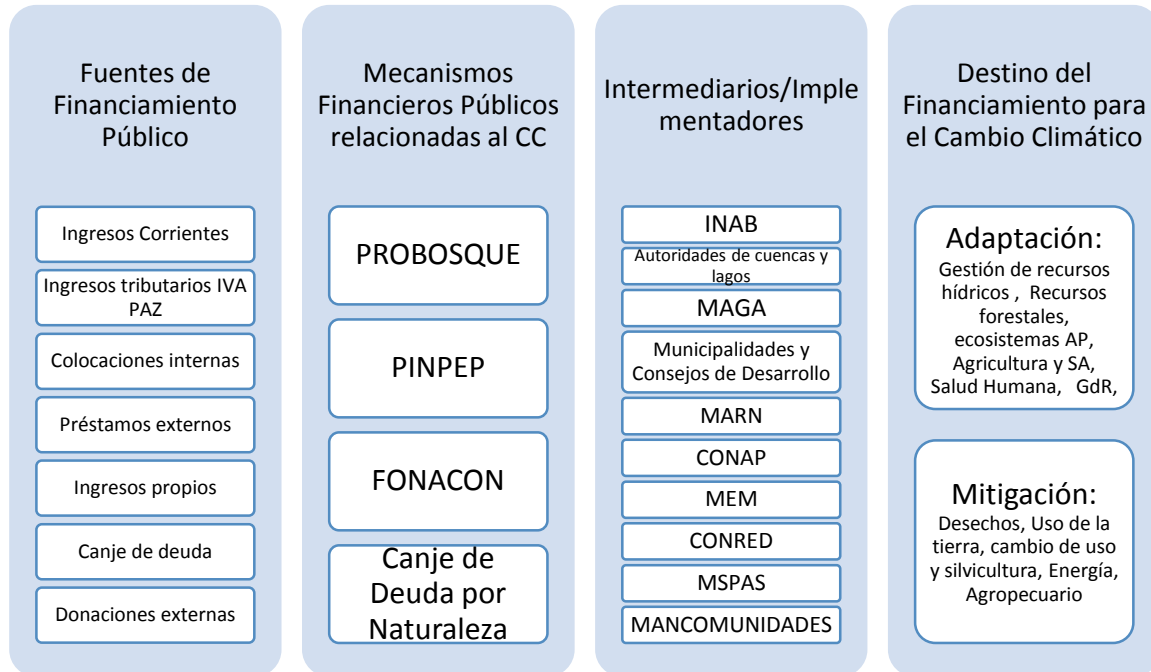 Fuentes de
Financiamiento
Público
Ingresos Corrientes
Ingresos tributarios IVA
PAZ
Colocaciones internas
Préstamos externos
Ingresos propios
Canje de deuda
Donaciones externas
Mecanismos
Financieros Públicos
relacionadas al CC
PROBOSQUE
PINPEP
FONACON
Canje de
Deuda por
Naturaleza
Intermediarios/Imple
mentadores
INAB
Autoridades de cuencas y
lagos
MAGA
Municipalidades y
Consejos de Desarrollo
MARN
CONAP
MEM
CONRED
MSPAS
MANCOMUNIDADES
Destino del
Financiamiento para
el Cambio Climático
Adaptación:
Gestión de recursos
hídricos , Recursos
forestales,
ecosistemas AP,
Agricultura y SA,
Salud Humana, GdR,
Mitigación:
Desechos, Uso de la
tierra, cambio de uso
y silvicultura, Energía,
Agropecuario